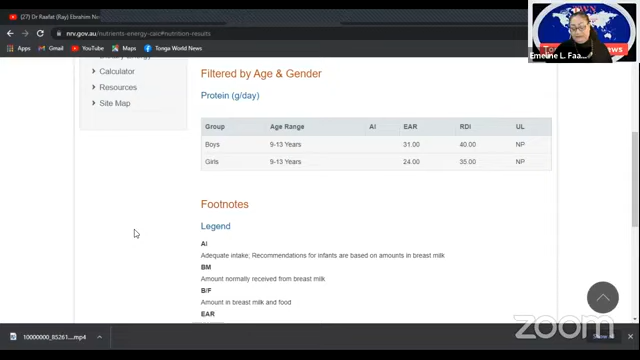 (27) Dr Raafat (Ray) Ebrahim No
nrv.gov.au/nutrients-energy-calc#nutrition-results
Apps Gmail YouTube Maps Tonga World News
Emeline L. Faa...
Calculator
Resources
Site Map
Filtered by Age & Gender
Protein (g/day)
Group Age Range AI EAR RDI UL
Boys 9-13 Years 31.00 40.00 NP
Girls 9-13 Years 24.00 35.00 NP
Footnotes
Legend
AI
Adequate intake; Recommendations for infants are based on amounts in breast milk
BM
Amount normally received from breast milk
B/F
Amount in breast milk and food
EAR
zoom
10000000_85261....mp4
Show All